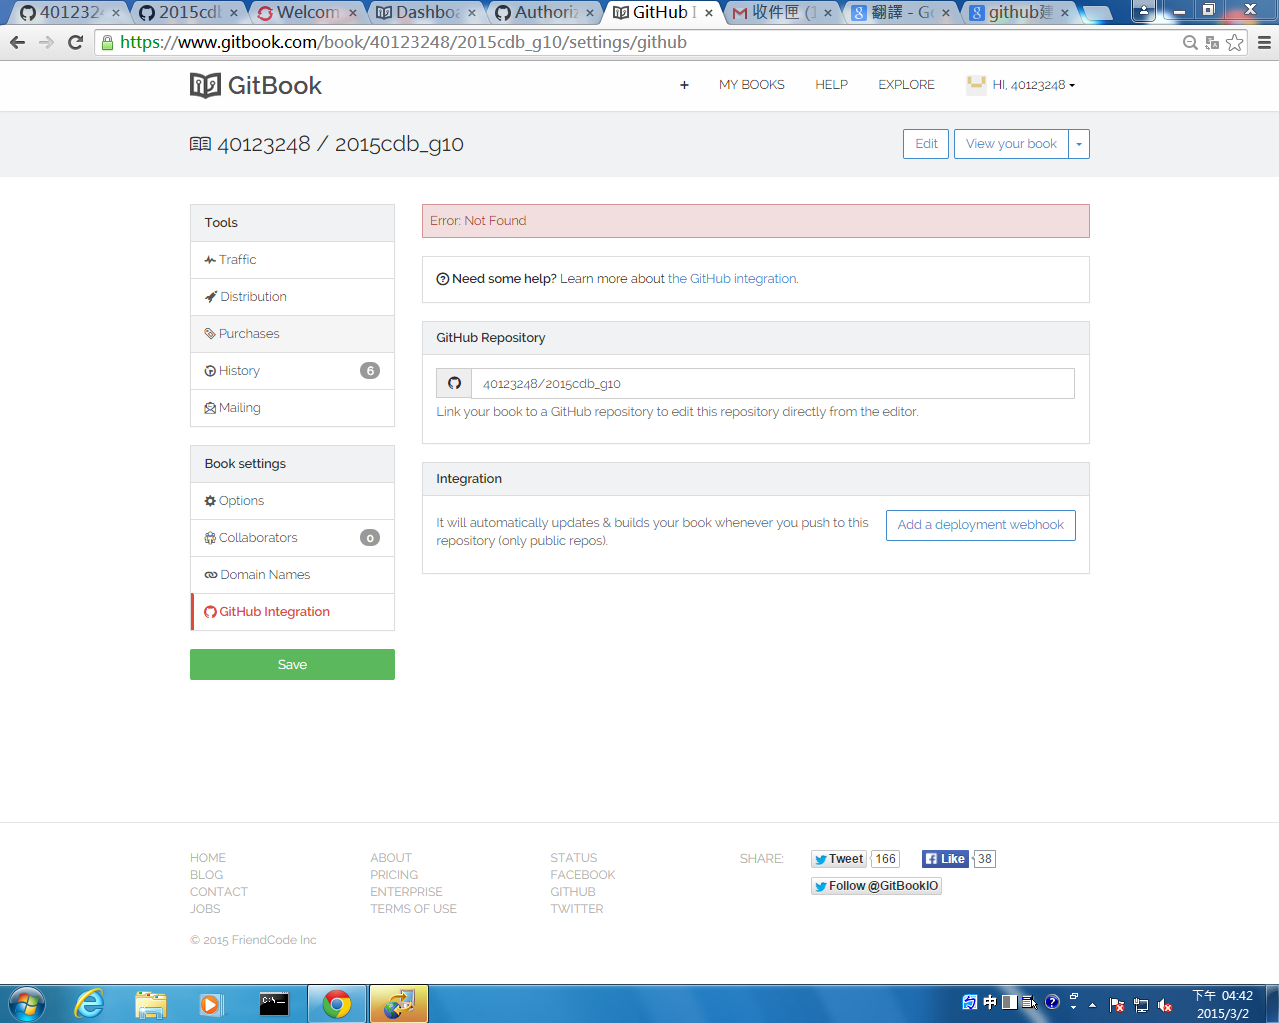 401232
2015cdb
Welcom
Dashboa
Authoriz
GitHub I
收件匣 (1
翻譯 - Go
github建
https://www.gitbook.com/book/40123248/2015cdb_g10/settings/github
GitBook
+ MY BOOKS HELP EXPLORE HI, 40123248
40123248 / 2015cdb_g10
Edit View your book
Tools
Traffic
Distribution
Purchases
History 6
Mailing
Book settings
Options
Collaborators 0
Domain Names
GitHub Integration
Save
Error: Not Found
Need some help? Learn more about the GitHub integration.
GitHub Repository
40123248/2015cdb_g10
Link your book to a GitHub repository to edit this repository directly from the editor.
Integration
It will automatically updates & builds your book whenever you push to this
repository (only public repos).
Add a deployment webhook
HOME
BLOG
CONTACT
JOBS
ABOUT
PRICING
ENTERPRISE
TERMS OF USE
STATUS
FACEBOOK
GITHUB
TWITTER
SHARE:
Tweet 166
Like 38
Follow @GitBookIO
© 2015 FriendCode Inc
中
下午 04:42
2015/3/2